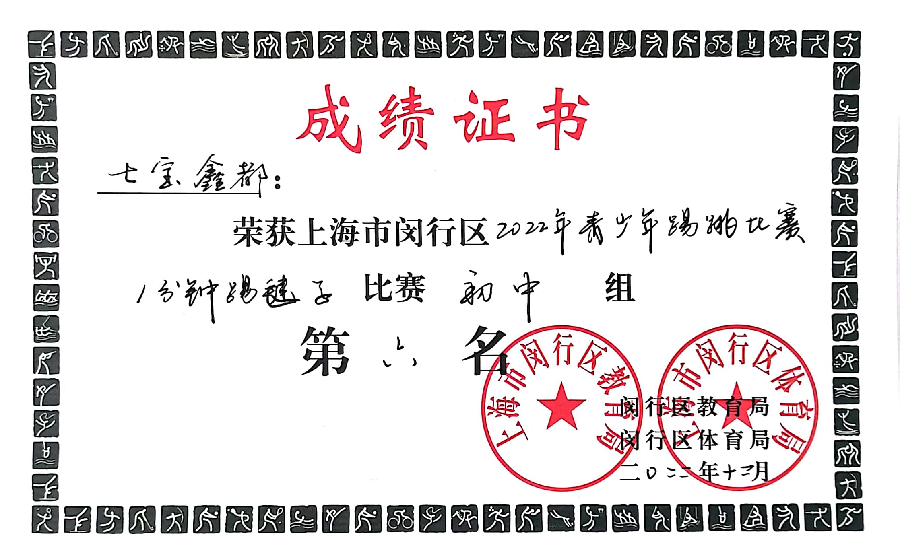 成绩证书
七宝鑫都：
荣获上海市闵行区2022年青少年踢跳比赛
1分钟踢毽子比赛初中组
第六名
上海市闵行区教育局
上海市闵行区体育局
闵行区教育局
闵行区体育局
二〇二二年十二月